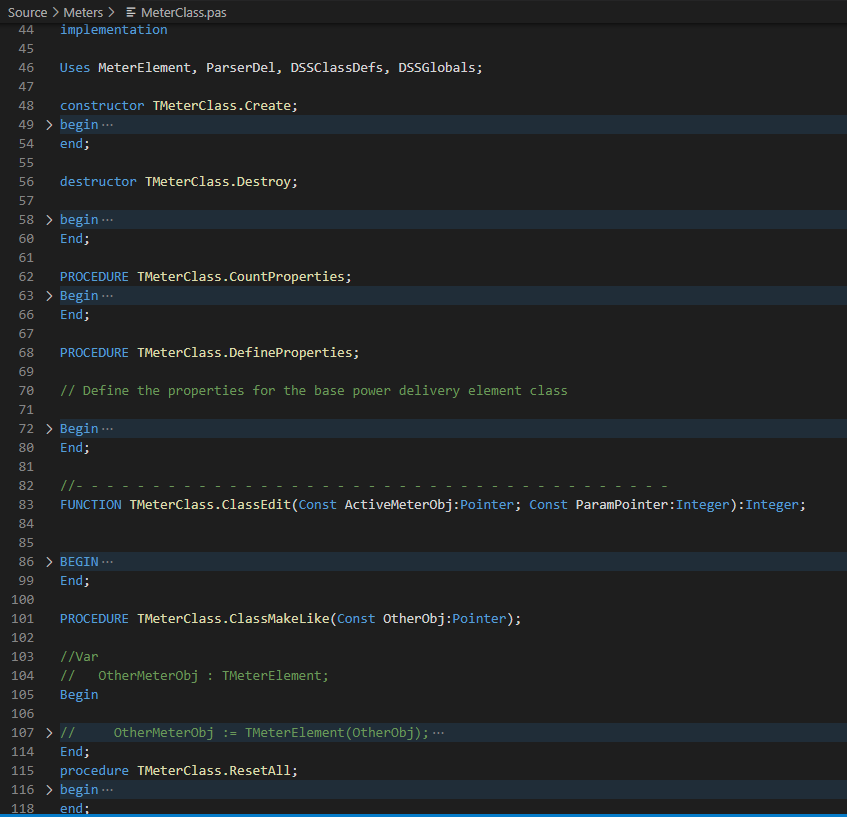 Source > Meters > MeterClass.pas
44 implementation
45
46 Uses MeterElement, ParserDel, DSSClassDefs, DSSGlobals;
47
48 constructor TMeterClass.Create;
49 > begin ···
54 end;
55
56 destructor TMeterClass.Destroy;
57
58 > begin ···
60 End;
61
62 PROCEDURE TMeterClass.CountProperties;
63 > Begin ···
66 End;
67
68 PROCEDURE TMeterClass.DefineProperties;
69
70 // Define the properties for the base power delivery element class
71
72 > Begin ···
80 End;
81
82 //- - - - - - - - - - - - - - - - - - - - - - - - - - - - - - - - - - - - - - -
83 FUNCTION TMeterClass.ClassEdit(Const ActiveMeterObj:Pointer; Const ParamPointer:Integer):Integer;
84
85
86 > BEGIN ···
99 End;
100
101 PROCEDURE TMeterClass.ClassMakeLike(Const OtherObj:Pointer);
102
103 //Var
104 //   OtherMeterObj : TMeterElement;
105 Begin
106
107 > //     OtherMeterObj := TMeterElement(OtherObj); ···
114 End;
115 procedure TMeterClass.ResetAll;
116 > begin ···
118 end;